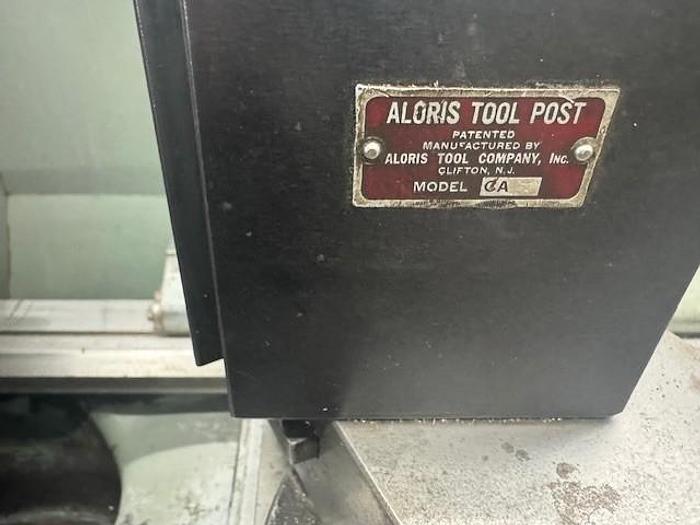 ALORIS TOOL POST
PATENTED
MANUFACTURED BY
ALORIS TOOL COMPANY, INC.
CLIFTON, N.J.
MODEL CA